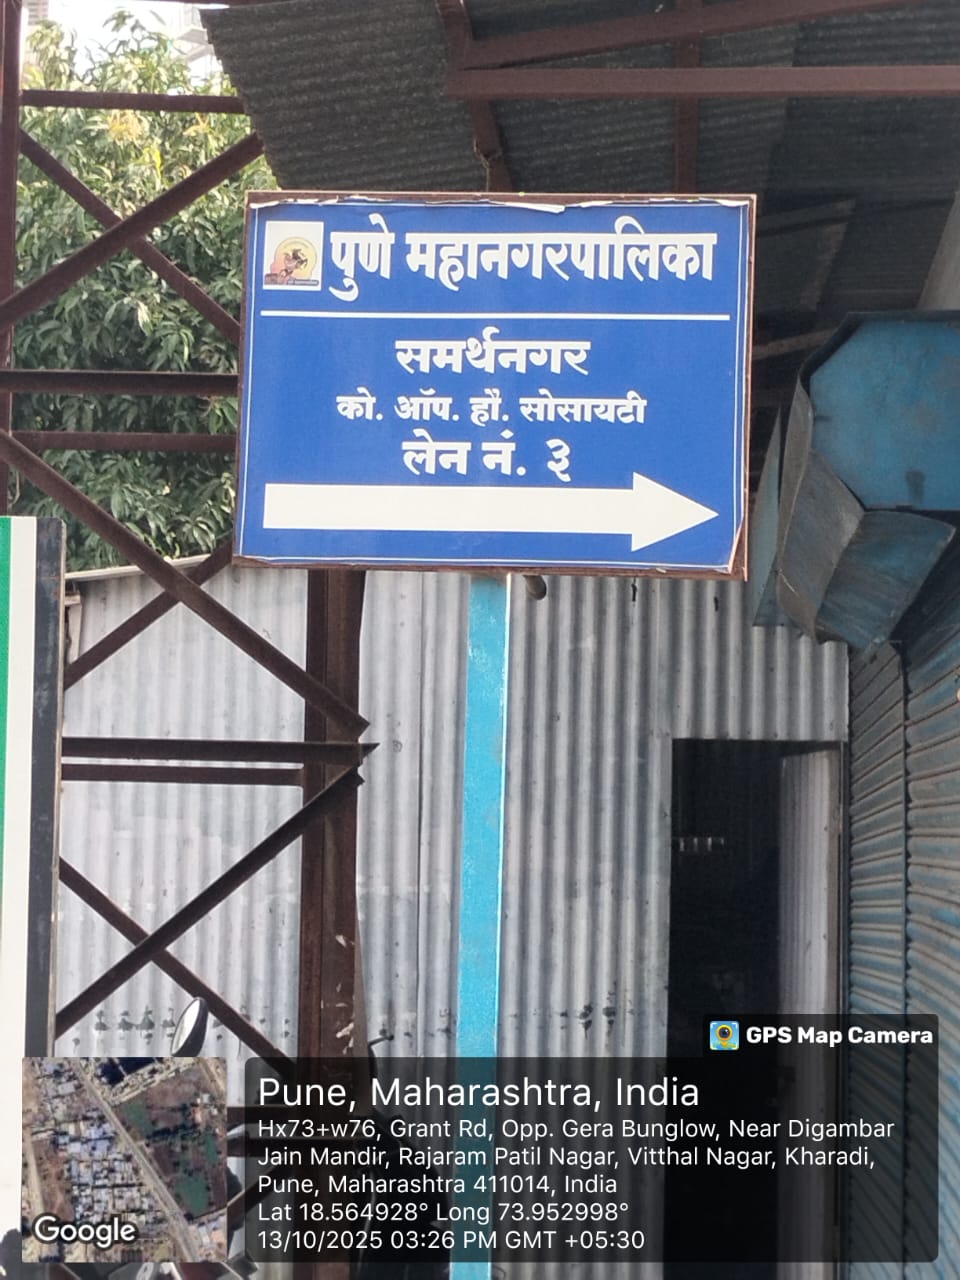 पुणे महानगरपालिका
समर्थनगर
को. ऑप. हौ. सोसायटी
लेन नं. ३
GPS Map Camera
Pune, Maharashtra, India
Hx73+w76, Grant Rd, Opp. Gera Bunglow, Near Digambar
Jain Mandir, Rajaram Patil Nagar, Vitthal Nagar, Kharadi,
Pune, Maharashtra 411014, India
Lat 18.564928° Long 73.952998°
13/10/2025 03:26 PM GMT +05:30
Google